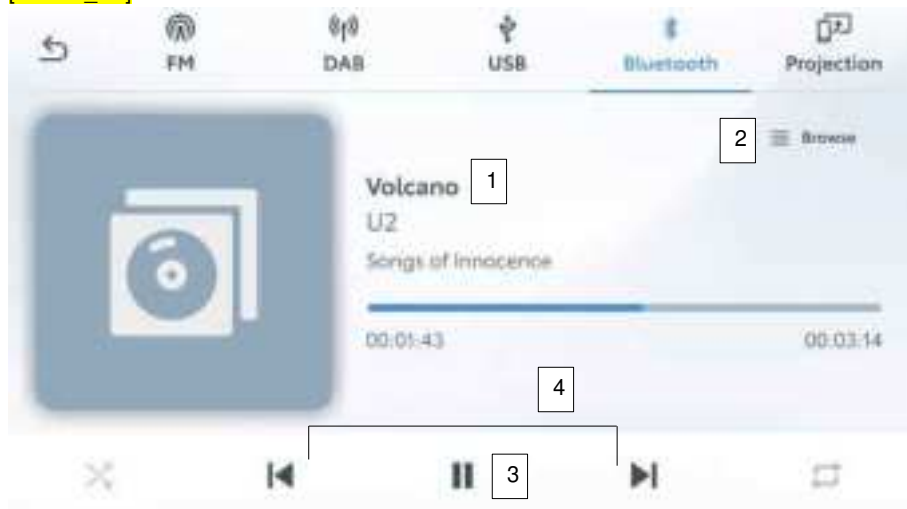 FM DAB USB Bluetooth Projection
2 Browse
Volcano 1
U2
Songs of Innocence
00:01:43 00:03:14
4
3